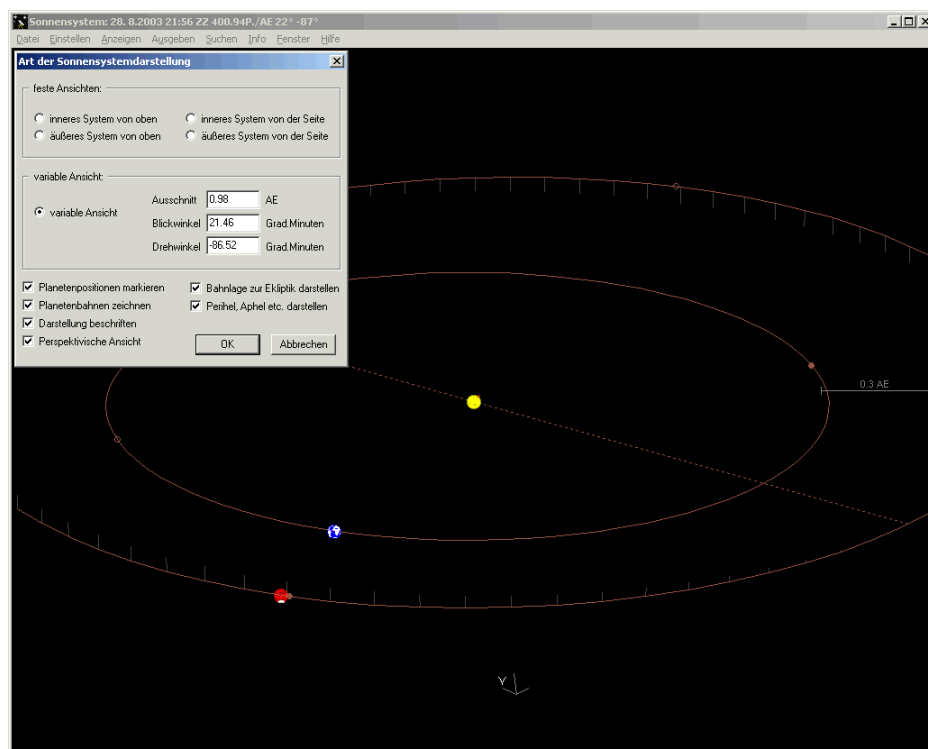 Sonnensystem: 28. 8.2003 21:56 ZZ 400.94P./AE 22° -87°
Datei Einstellen Anzeigen Ausgeben Suchen Info Fenster Hilfe
Art der Sonnensystemdarstellung
feste Ansichten:
inneres System von oben inneres System von der Seite
äußeres System von oben äußeres System von der Seite
variable Ansicht:
variable Ansicht
Ausschnitt 0.98 AE
Blickwinkel 21.46 Grad.Minuten
Drehwinkel -86.52 Grad.Minuten
Planetenpositionen markieren Bahnlage zur Ekliptik darstellen
Planetenbahnen zeichnen Perihel, Aphel etc. darstellen
Darstellung beschriften
Perspektivische Ansicht OK Abbrechen
0.3 AE